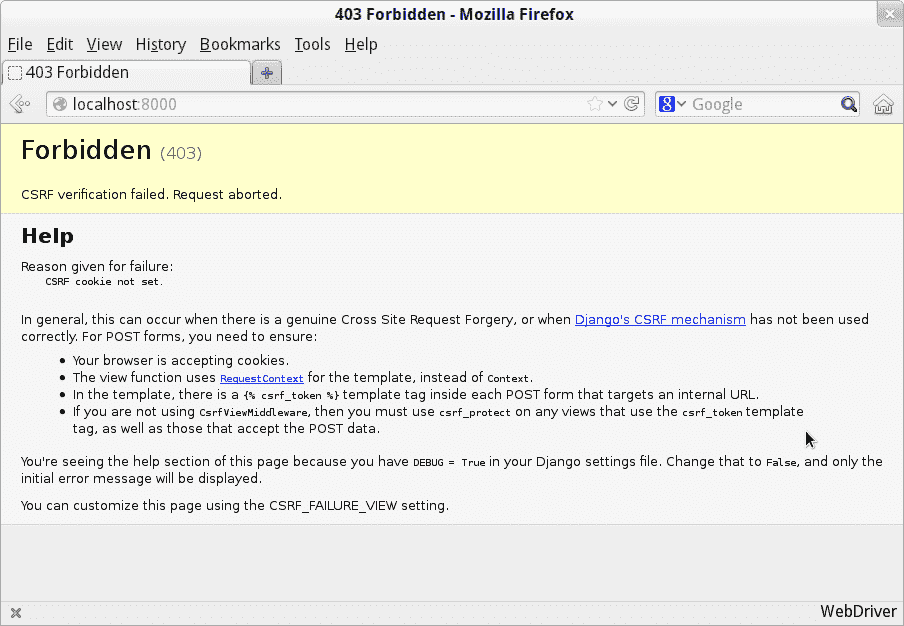 403 Forbidden - Mozilla Firefox
File Edit View History Bookmarks Tools Help
403 Forbidden
localhost:8000 Google
Forbidden (403)
CSRF verification failed. Request aborted.
Help
Reason given for failure:
CSRF cookie not set.
In general, this can occur when there is a genuine Cross Site Request Forgery, or when Django's CSRF mechanism has not been used
correctly. For POST forms, you need to ensure:
• Your browser is accepting cookies.
• The view function uses RequestContext for the template, instead of Context.
• In the template, there is a {% csrf_token %} template tag inside each POST form that targets an internal URL.
• If you are not using CsrfViewMiddleware, then you must use csrf_protect on any views that use the csrf_token template
tag, as well as those that accept the POST data.
You're seeing the help section of this page because you have DEBUG = True in your Django settings file. Change that to False, and only the
initial error message will be displayed.
You can customize this page using the CSRF_FAILURE_VIEW setting.
WebDriver